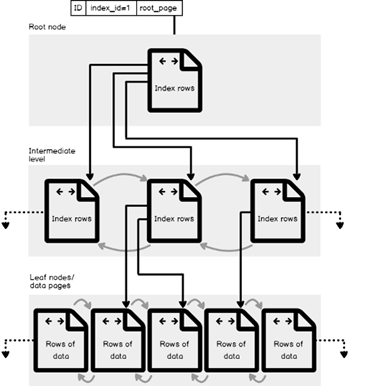 ID index_id=1 root_page
Root node
Index rows
Intermediate
level
Index rows
Index rows
Index rows
Leaf nodes/
data pages
Rows of
data
Rows of
data
Rows of
data
Rows of
data
Rows of
data